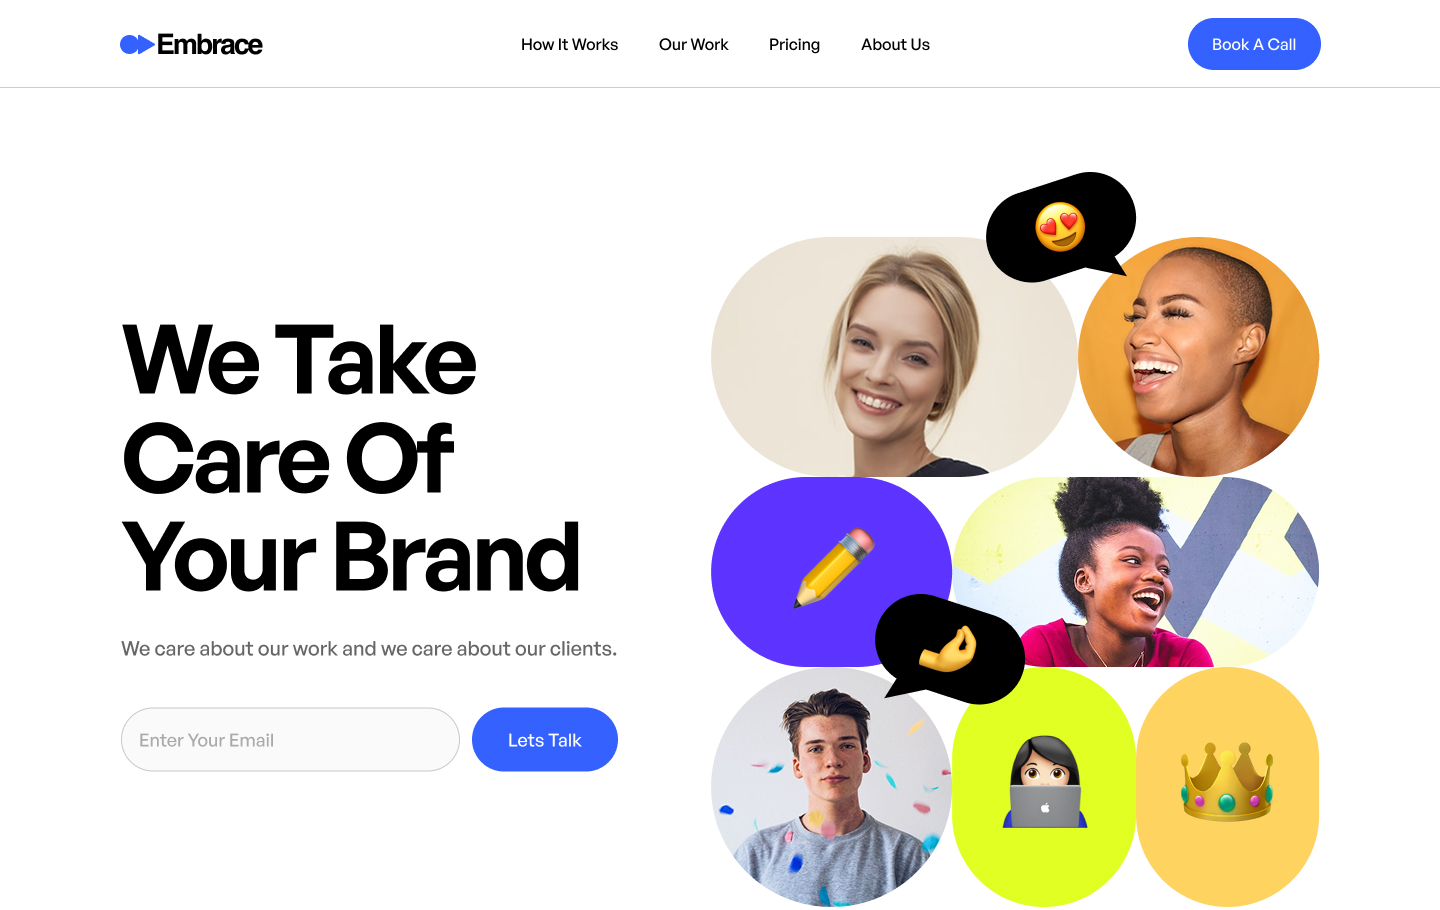 Embrace
How It Works
Our Work
Pricing
About Us
Book A Call
We Take
Care Of
Your Brand
We care about our work and we care about our clients.
Enter Your Email
Lets Talk